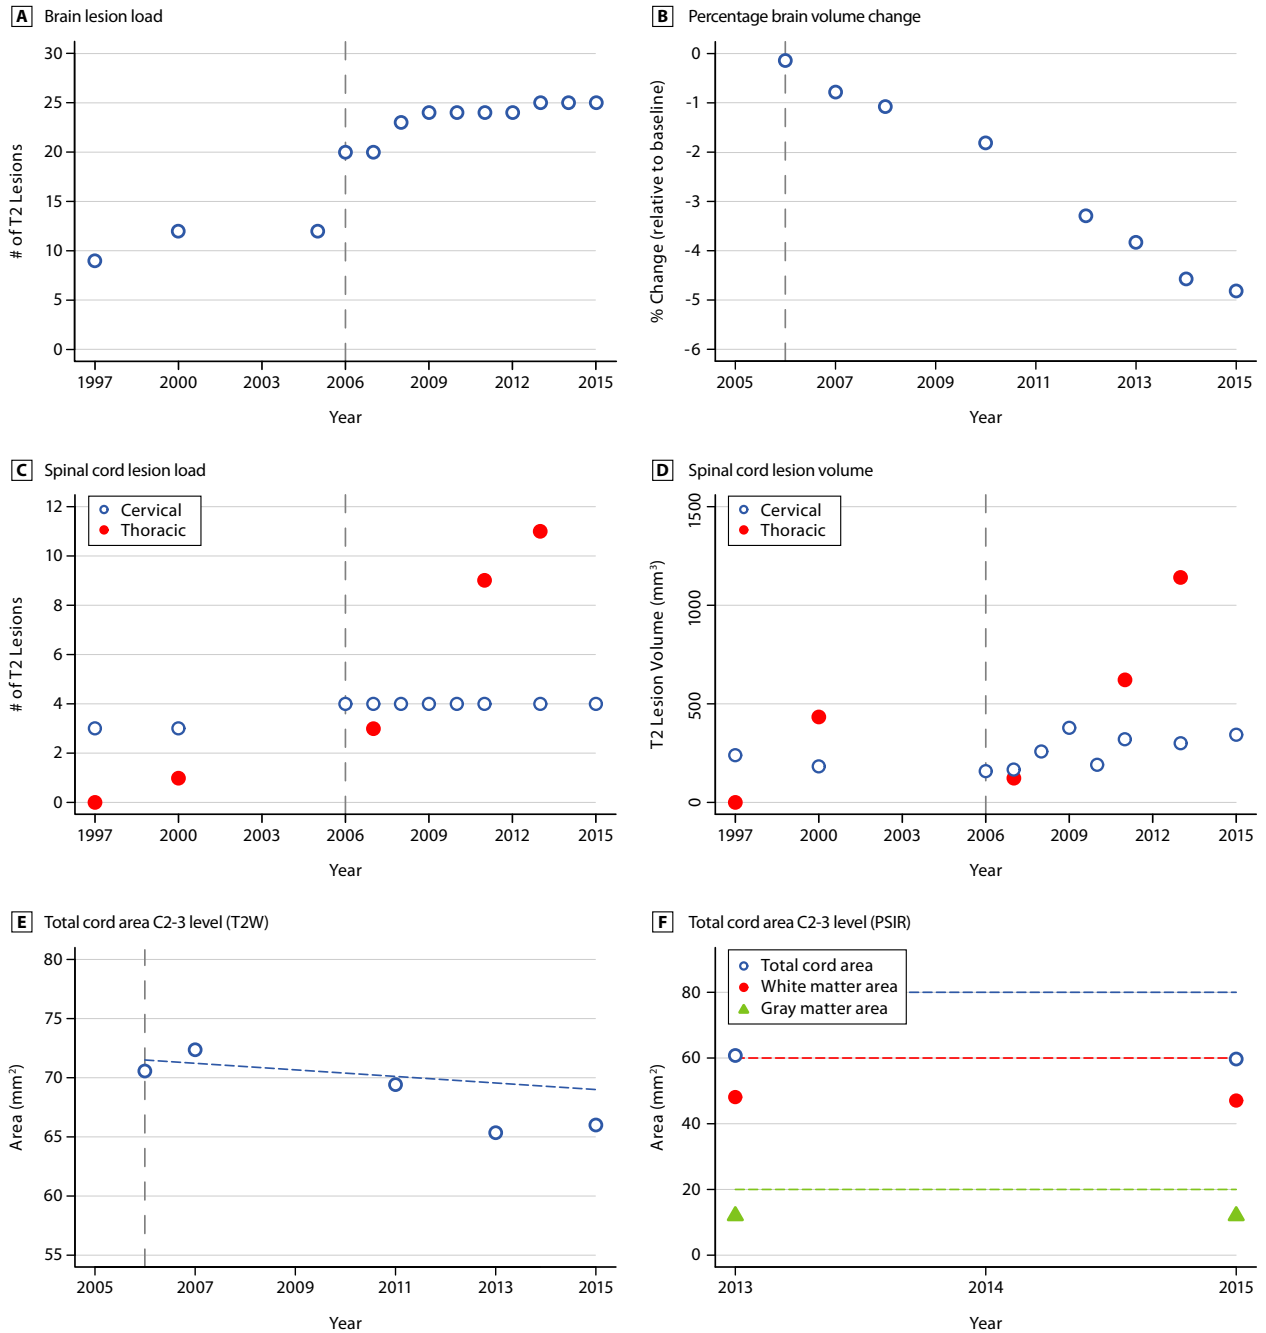 A Brain lesion load
30
25
20
15
10
5
0
# of T2 Lesions
1997 2000 2003 2006 2009 2012 2015
Year
B Percentage brain volume change
0
-1
-2
-3
-4
-5
-6
% Change (relative to baseline)
2005 2007 2009 2011 2013 2015
Year
C Spinal cord lesion load
Cervical
Thoracic
12
10
8
6
4
2
0
# of T2 Lesions
1997 2000 2003 2006 2009 2012 2015
Year
D Spinal cord lesion volume
Cervical
Thoracic
1500
1000
500
0
T2 Lesion Volume (mm³)
1997 2000 2003 2006 2009 2012 2015
Year
E Total cord area C2-3 level (T2W)
80
75
70
65
60
55
Area (mm²)
2005 2007 2009 2011 2013 2015
Year
F Total cord area C2-3 level (PSIR)
Total cord area
White matter area
Gray matter area
80
60
40
20
0
Area (mm²)
2013 2014 2015
Year